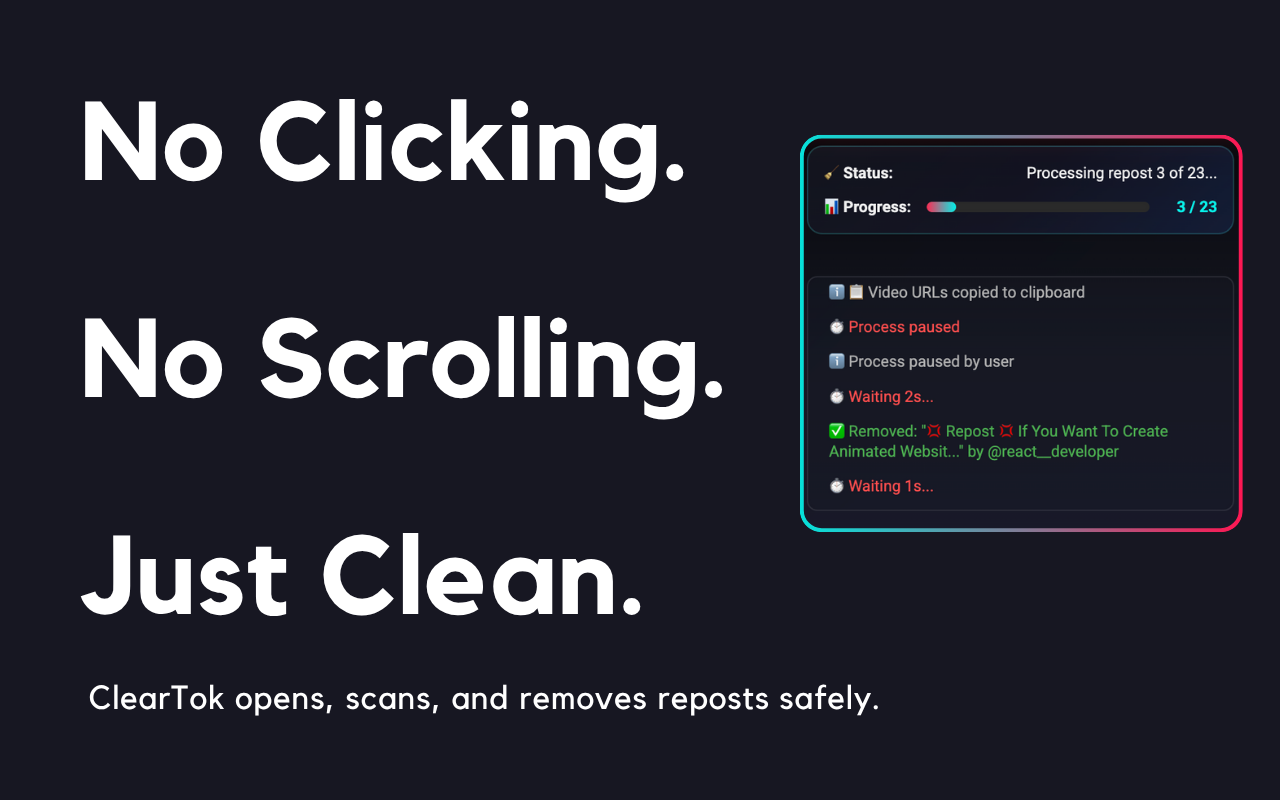 No Clicking.
No Scrolling.
Just Clean.
ClearTok opens, scans, and removes reposts safely.
🧹 Status: Processing repost 3 of 23...
📊 Progress: 3 / 23
ℹ️ 📋 Video URLs copied to clipboard
⏱️ Process paused
ℹ️ Process paused by user
⏱️ Waiting 2s...
✅ Removed: "💢 Repost 💢 If You Want To Create
Animated Websit..." by @react__developer
⏱️ Waiting 1s...